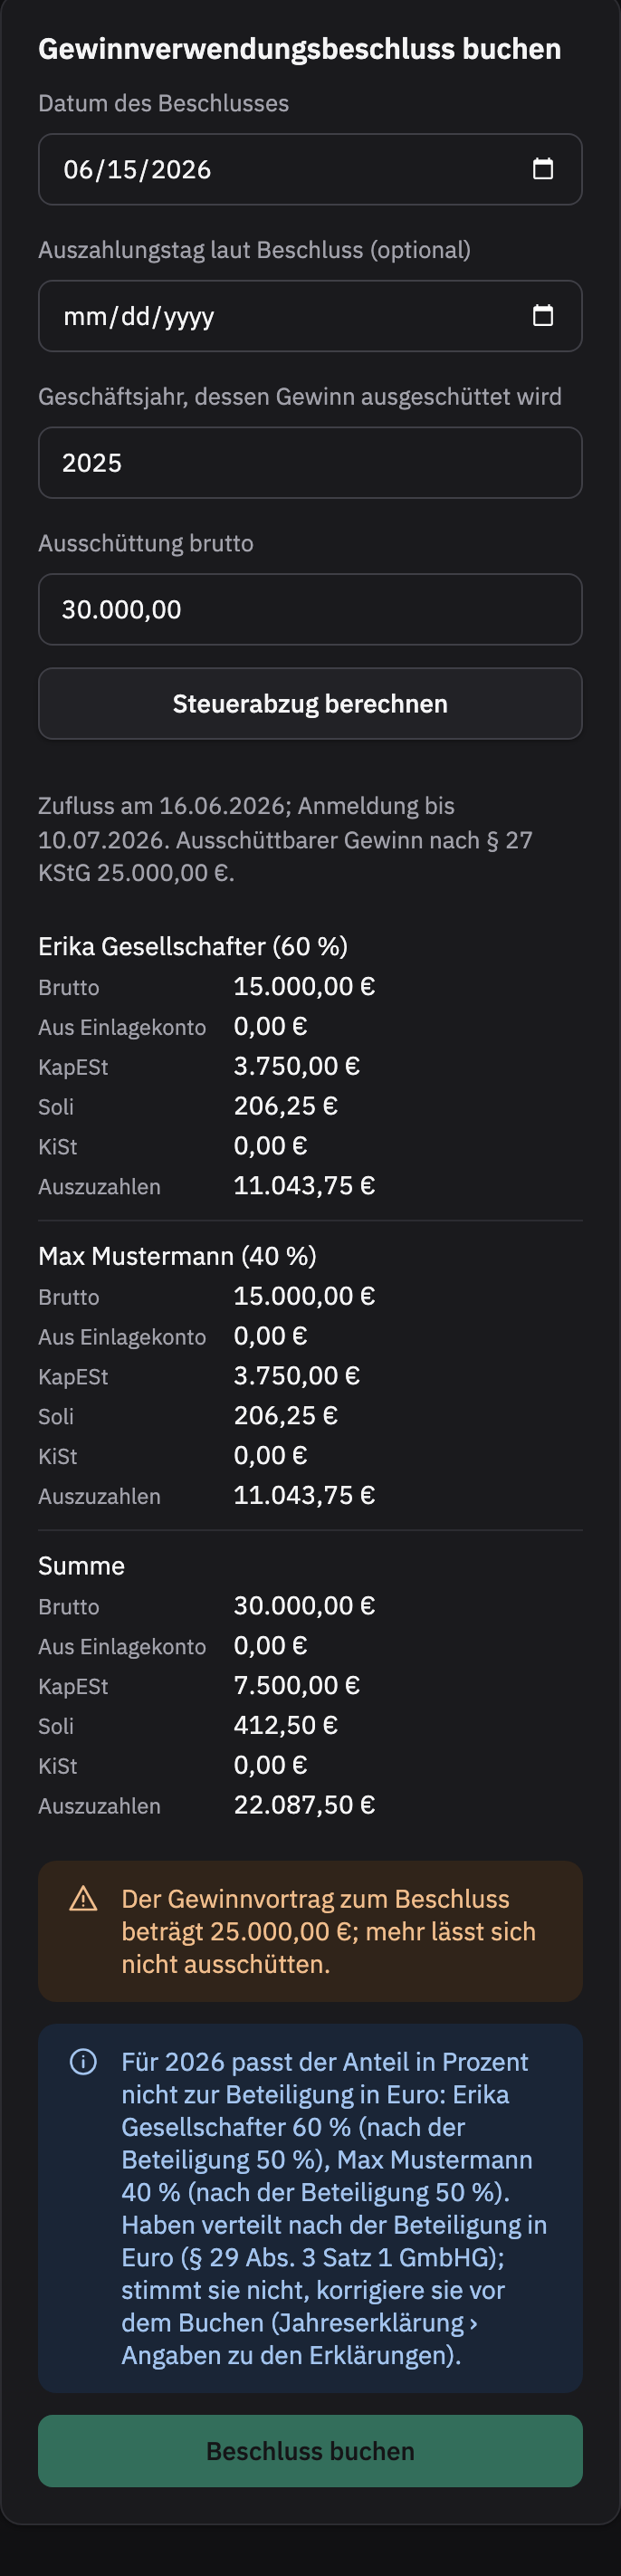 Gewinnverwendungsbeschluss buchen
Datum des Beschlusses
06/15/2026
Auszahlungstag laut Beschluss (optional)
mm/dd/yyyy
Geschäftsjahr, dessen Gewinn ausgeschüttet wird
2025
Ausschüttung brutto
30.000,00
Steuerabzug berechnen
Zufluss am 16.06.2026; Anmeldung bis
10.07.2026. Ausschüttbarer Gewinn nach § 27
KStG 25.000,00 €.
Erika Gesellschafter (60 %)
Brutto 15.000,00 €
Aus Einlagekonto 0,00 €
KapESt 3.750,00 €
Soli 206,25 €
KiSt 0,00 €
Auszuzahlen 11.043,75 €
Max Mustermann (40 %)
Brutto 15.000,00 €
Aus Einlagekonto 0,00 €
KapESt 3.750,00 €
Soli 206,25 €
KiSt 0,00 €
Auszuzahlen 11.043,75 €
Summe
Brutto 30.000,00 €
Aus Einlagekonto 0,00 €
KapESt 7.500,00 €
Soli 412,50 €
KiSt 0,00 €
Auszuzahlen 22.087,50 €
Der Gewinnvortrag zum Beschluss
beträgt 25.000,00 €; mehr lässt sich
nicht ausschütten.
Für 2026 passt der Anteil in Prozent
nicht zur Beteiligung in Euro: Erika
Gesellschafter 60 % (nach der
Beteiligung 50 %), Max Mustermann
40 % (nach der Beteiligung 50 %).
Haben verteilt nach der Beteiligung in
Euro (§ 29 Abs. 3 Satz 1 GmbHG);
stimmt sie nicht, korrigiere sie vor
dem Buchen (Jahreserklärung ›
Angaben zu den Erklärungen).
Beschluss buchen